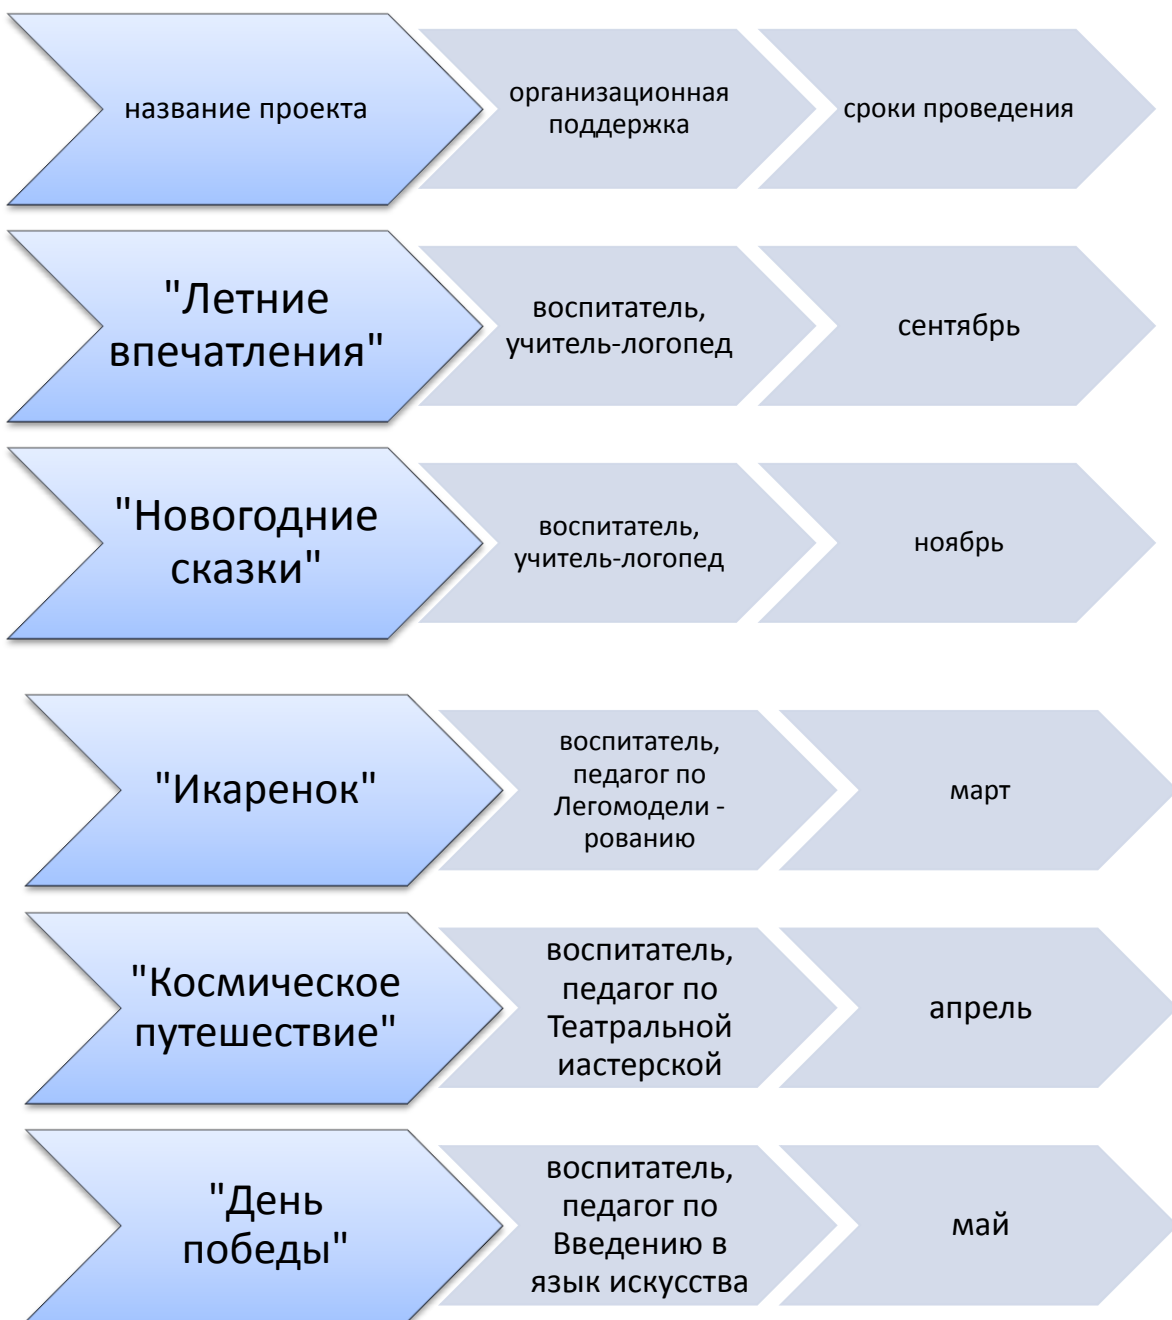 название проекта
организационная
поддержка
сроки проведения
"Летние
впечатления"
воспитатель,
учитель-логопед
сентябрь
"Новогодние
сказки"
воспитатель,
учитель-логопед
ноябрь
"Икаренок"
воспитатель,
педагог по
Легомодели -
рованию
март
"Космическое
путешествие"
воспитатель,
педагог по
Театральной
иастерской
апрель
"День
победы"
воспитатель,
педагог по
Введению в
язык искусства
май